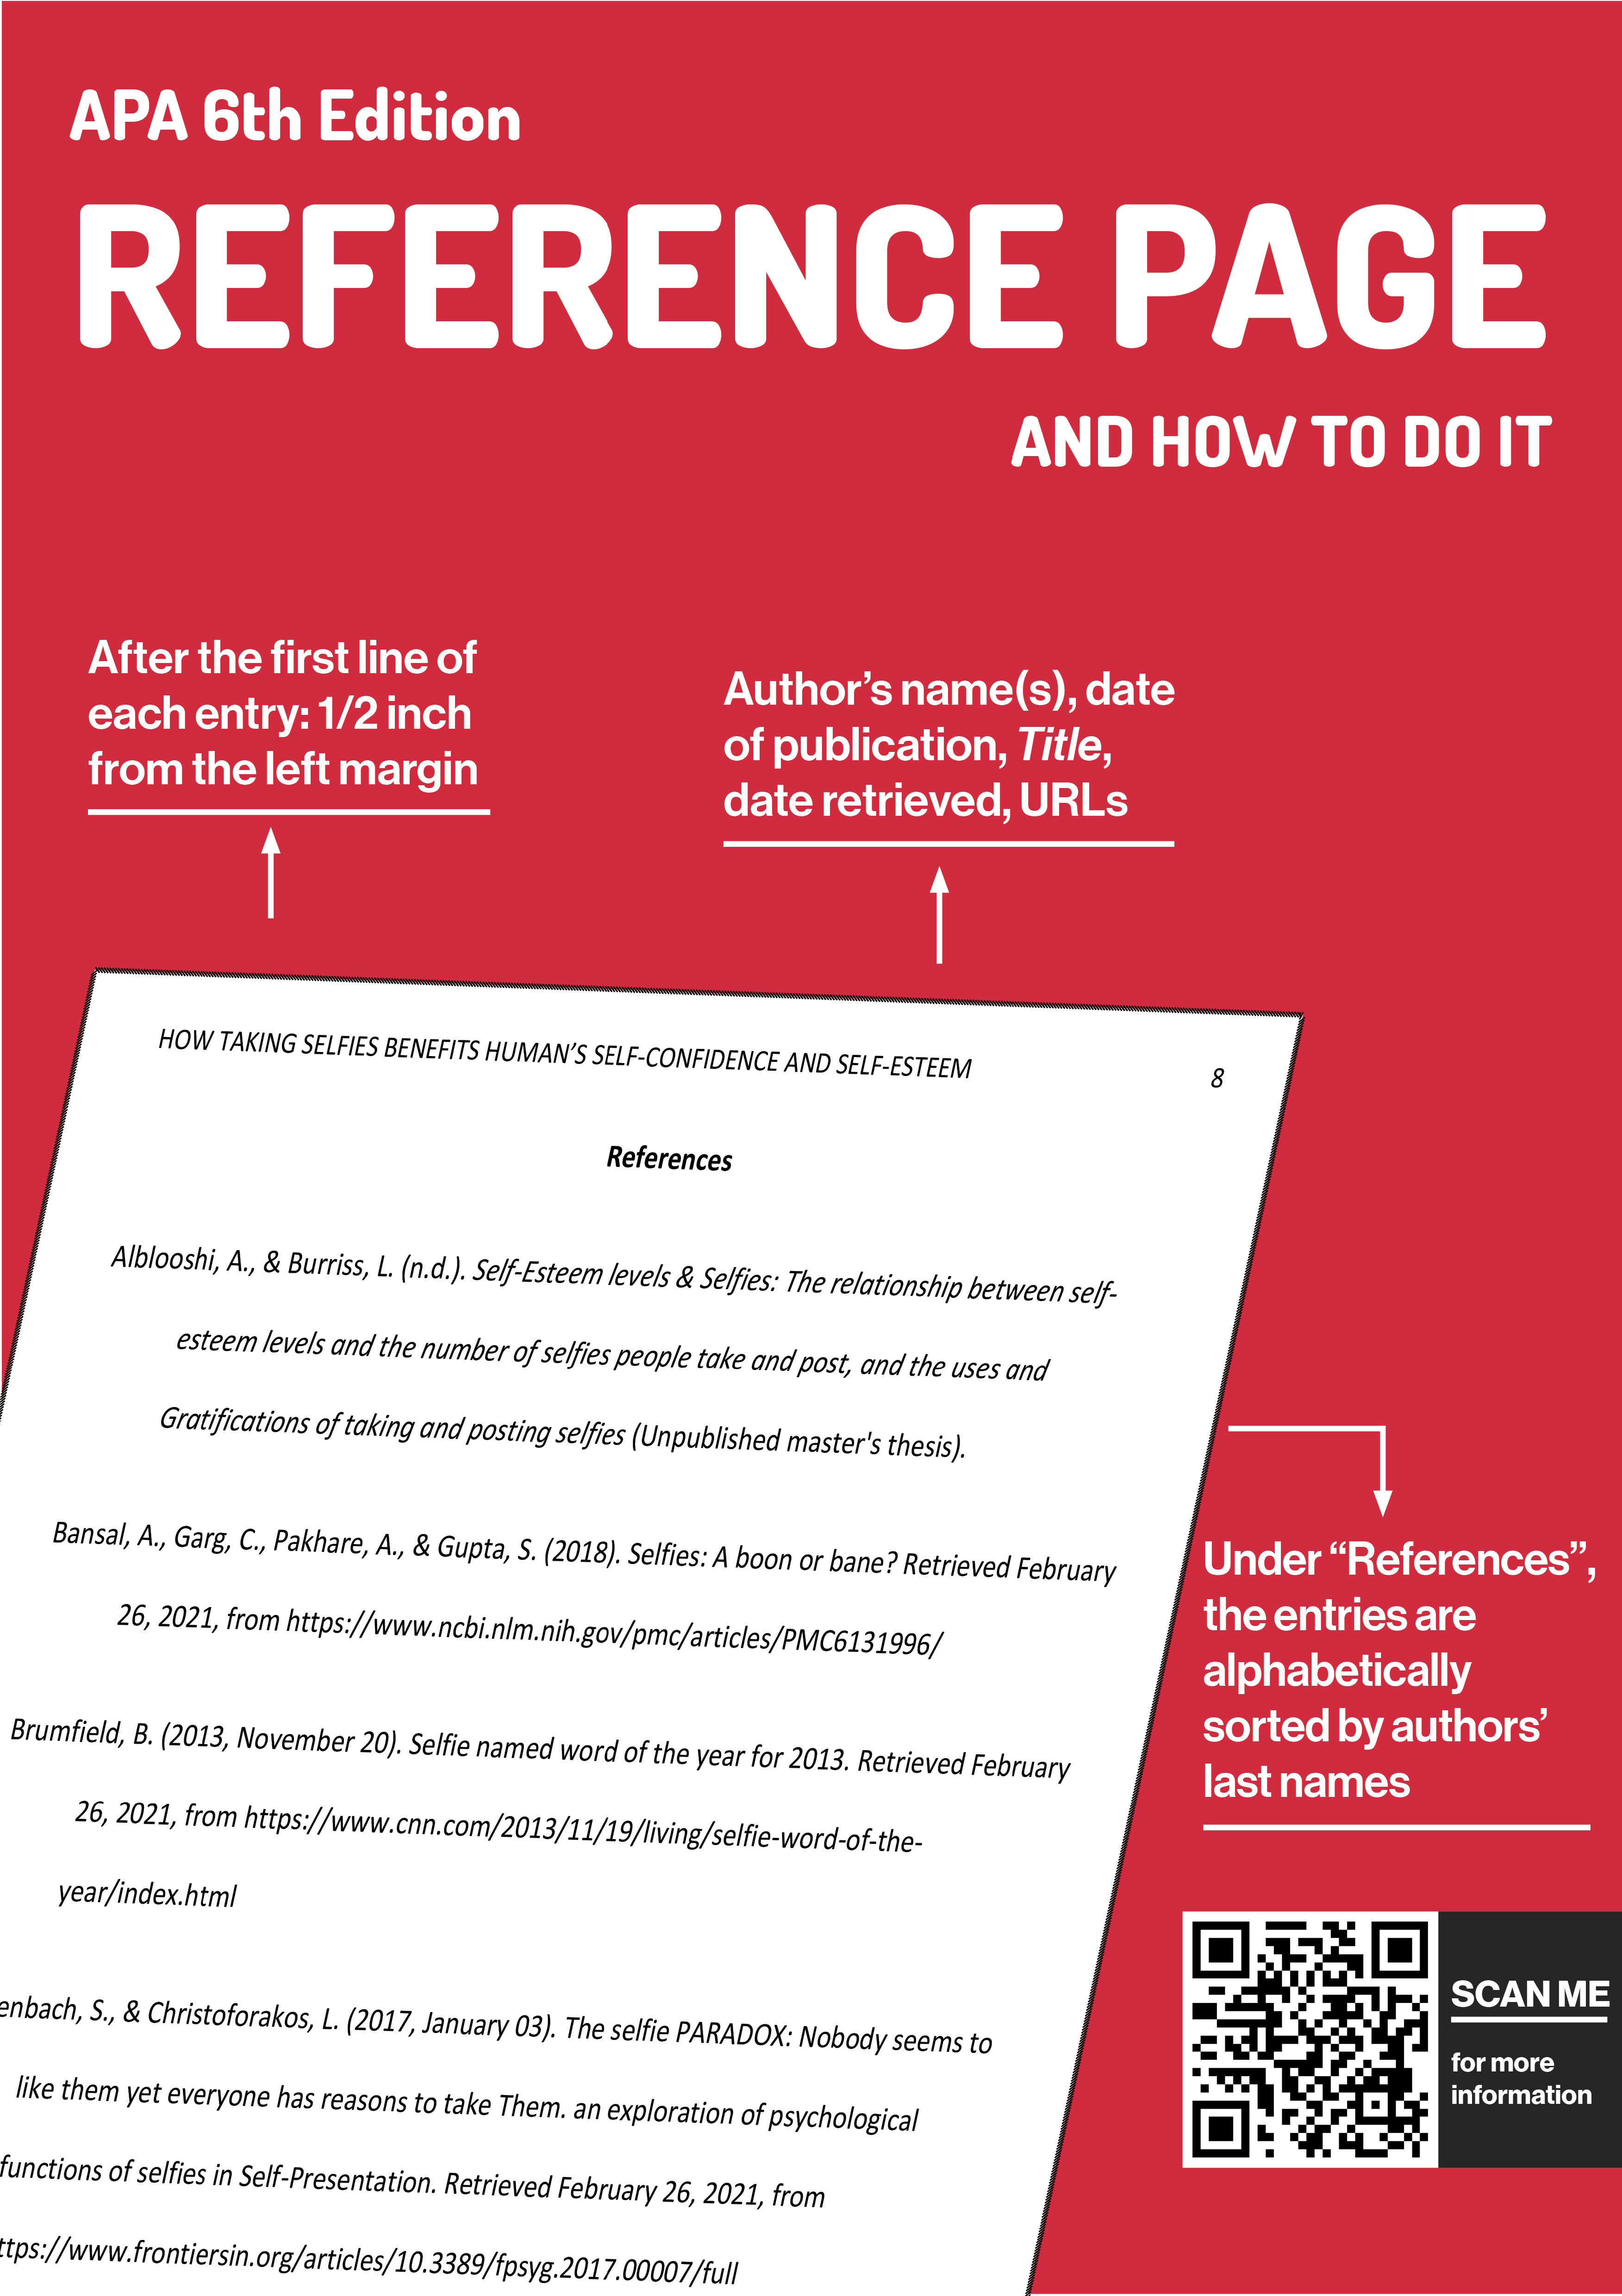 APA 6th Edition
REFERENCE PAGE
AND HOW TO DO IT
After the first line of
each entry: 1/2 inch
from the left margin
Author’s name(s), date
of publication, Title,
date retrieved, URLs
HOW TAKING SELFIES BENEFITS HUMAN’S SELF-CONFIDENCE AND SELF-ESTEEM 8
References
Alblooshi, A., & Burriss, L. (n.d.). Self-Esteem levels & Selfies: The relationship between self-
esteem levels and the number of selfies people take and post, and the uses and
Gratifications of taking and posting selfies (Unpublished master's thesis).
Bansal, A., Garg, C., Pakhare, A., & Gupta, S. (2018). Selfies: A boon or bane? Retrieved February
26, 2021, from https://www.ncbi.nlm.nih.gov/pmc/articles/PMC6131996/
Brumfield, B. (2013, November 20). Selfie named word of the year for 2013. Retrieved February
26, 2021, from https://www.cnn.com/2013/11/19/living/selfie-word-of-the-
year/index.html
enbach, S., & Christoforakos, L. (2017, January 03). The selfie PARADOX: Nobody seems to
like them yet everyone has reasons to take Them. an exploration of psychological
functions of selfies in Self-Presentation. Retrieved February 26, 2021, from
ttps://www.frontiersin.org/articles/10.3389/fpsyg.2017.00007/full
Under “References”,
the entries are
alphabetically
sorted by authors’
last names
SCAN ME
for more
information